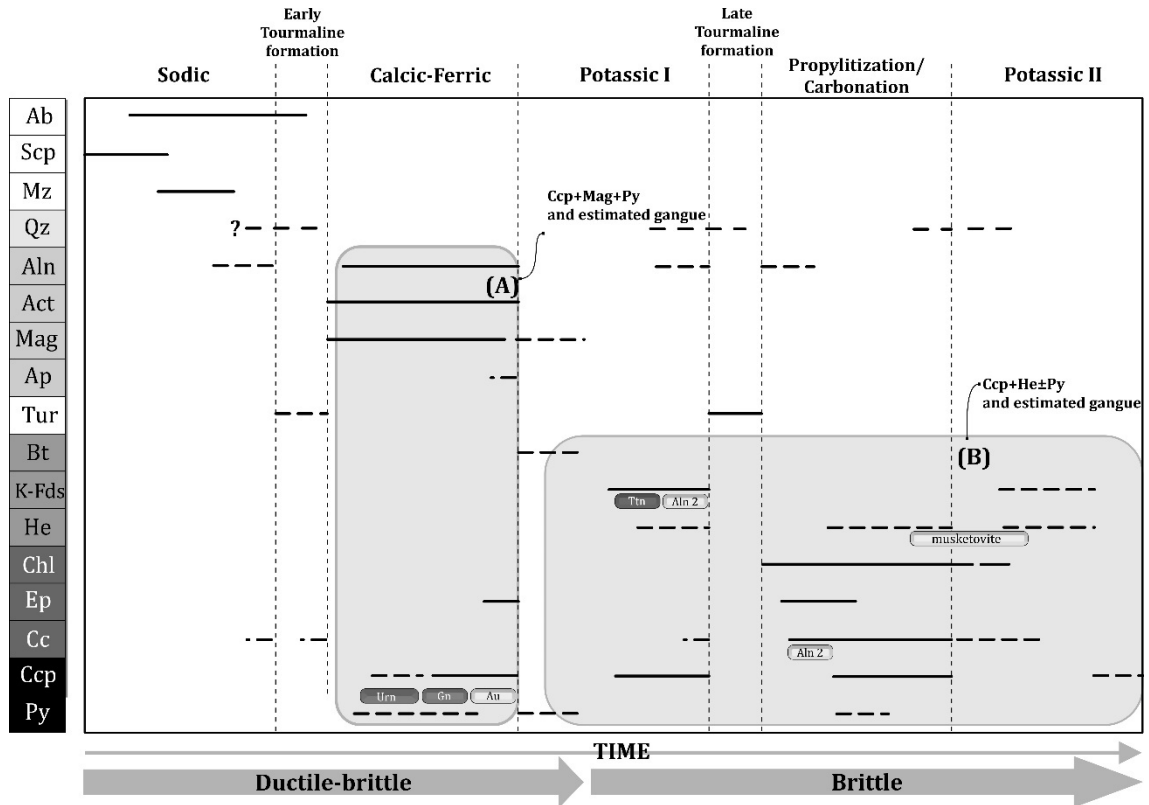 Early
Tourmaline
formation
Late
Tourmaline
formation
Sodic
Calcic-Ferric
Potassic I
Propylitization/
Carbonation
Potassic II
Ab
Scp
Mz
Ccp+Mag+Py
and estimated gangue
Qz
?
Aln
(A)
Act
Mag
Ap
Ccp+He±Py
and estimated gangue
Tur
Bt
(B)
K-Fds
Ttn
Aln 2
He
musketovite
Chl
Ep
Cc
Aln 2
Ccp
Urn
Gn
Au
Py
TIME
Ductile-brittle
Brittle